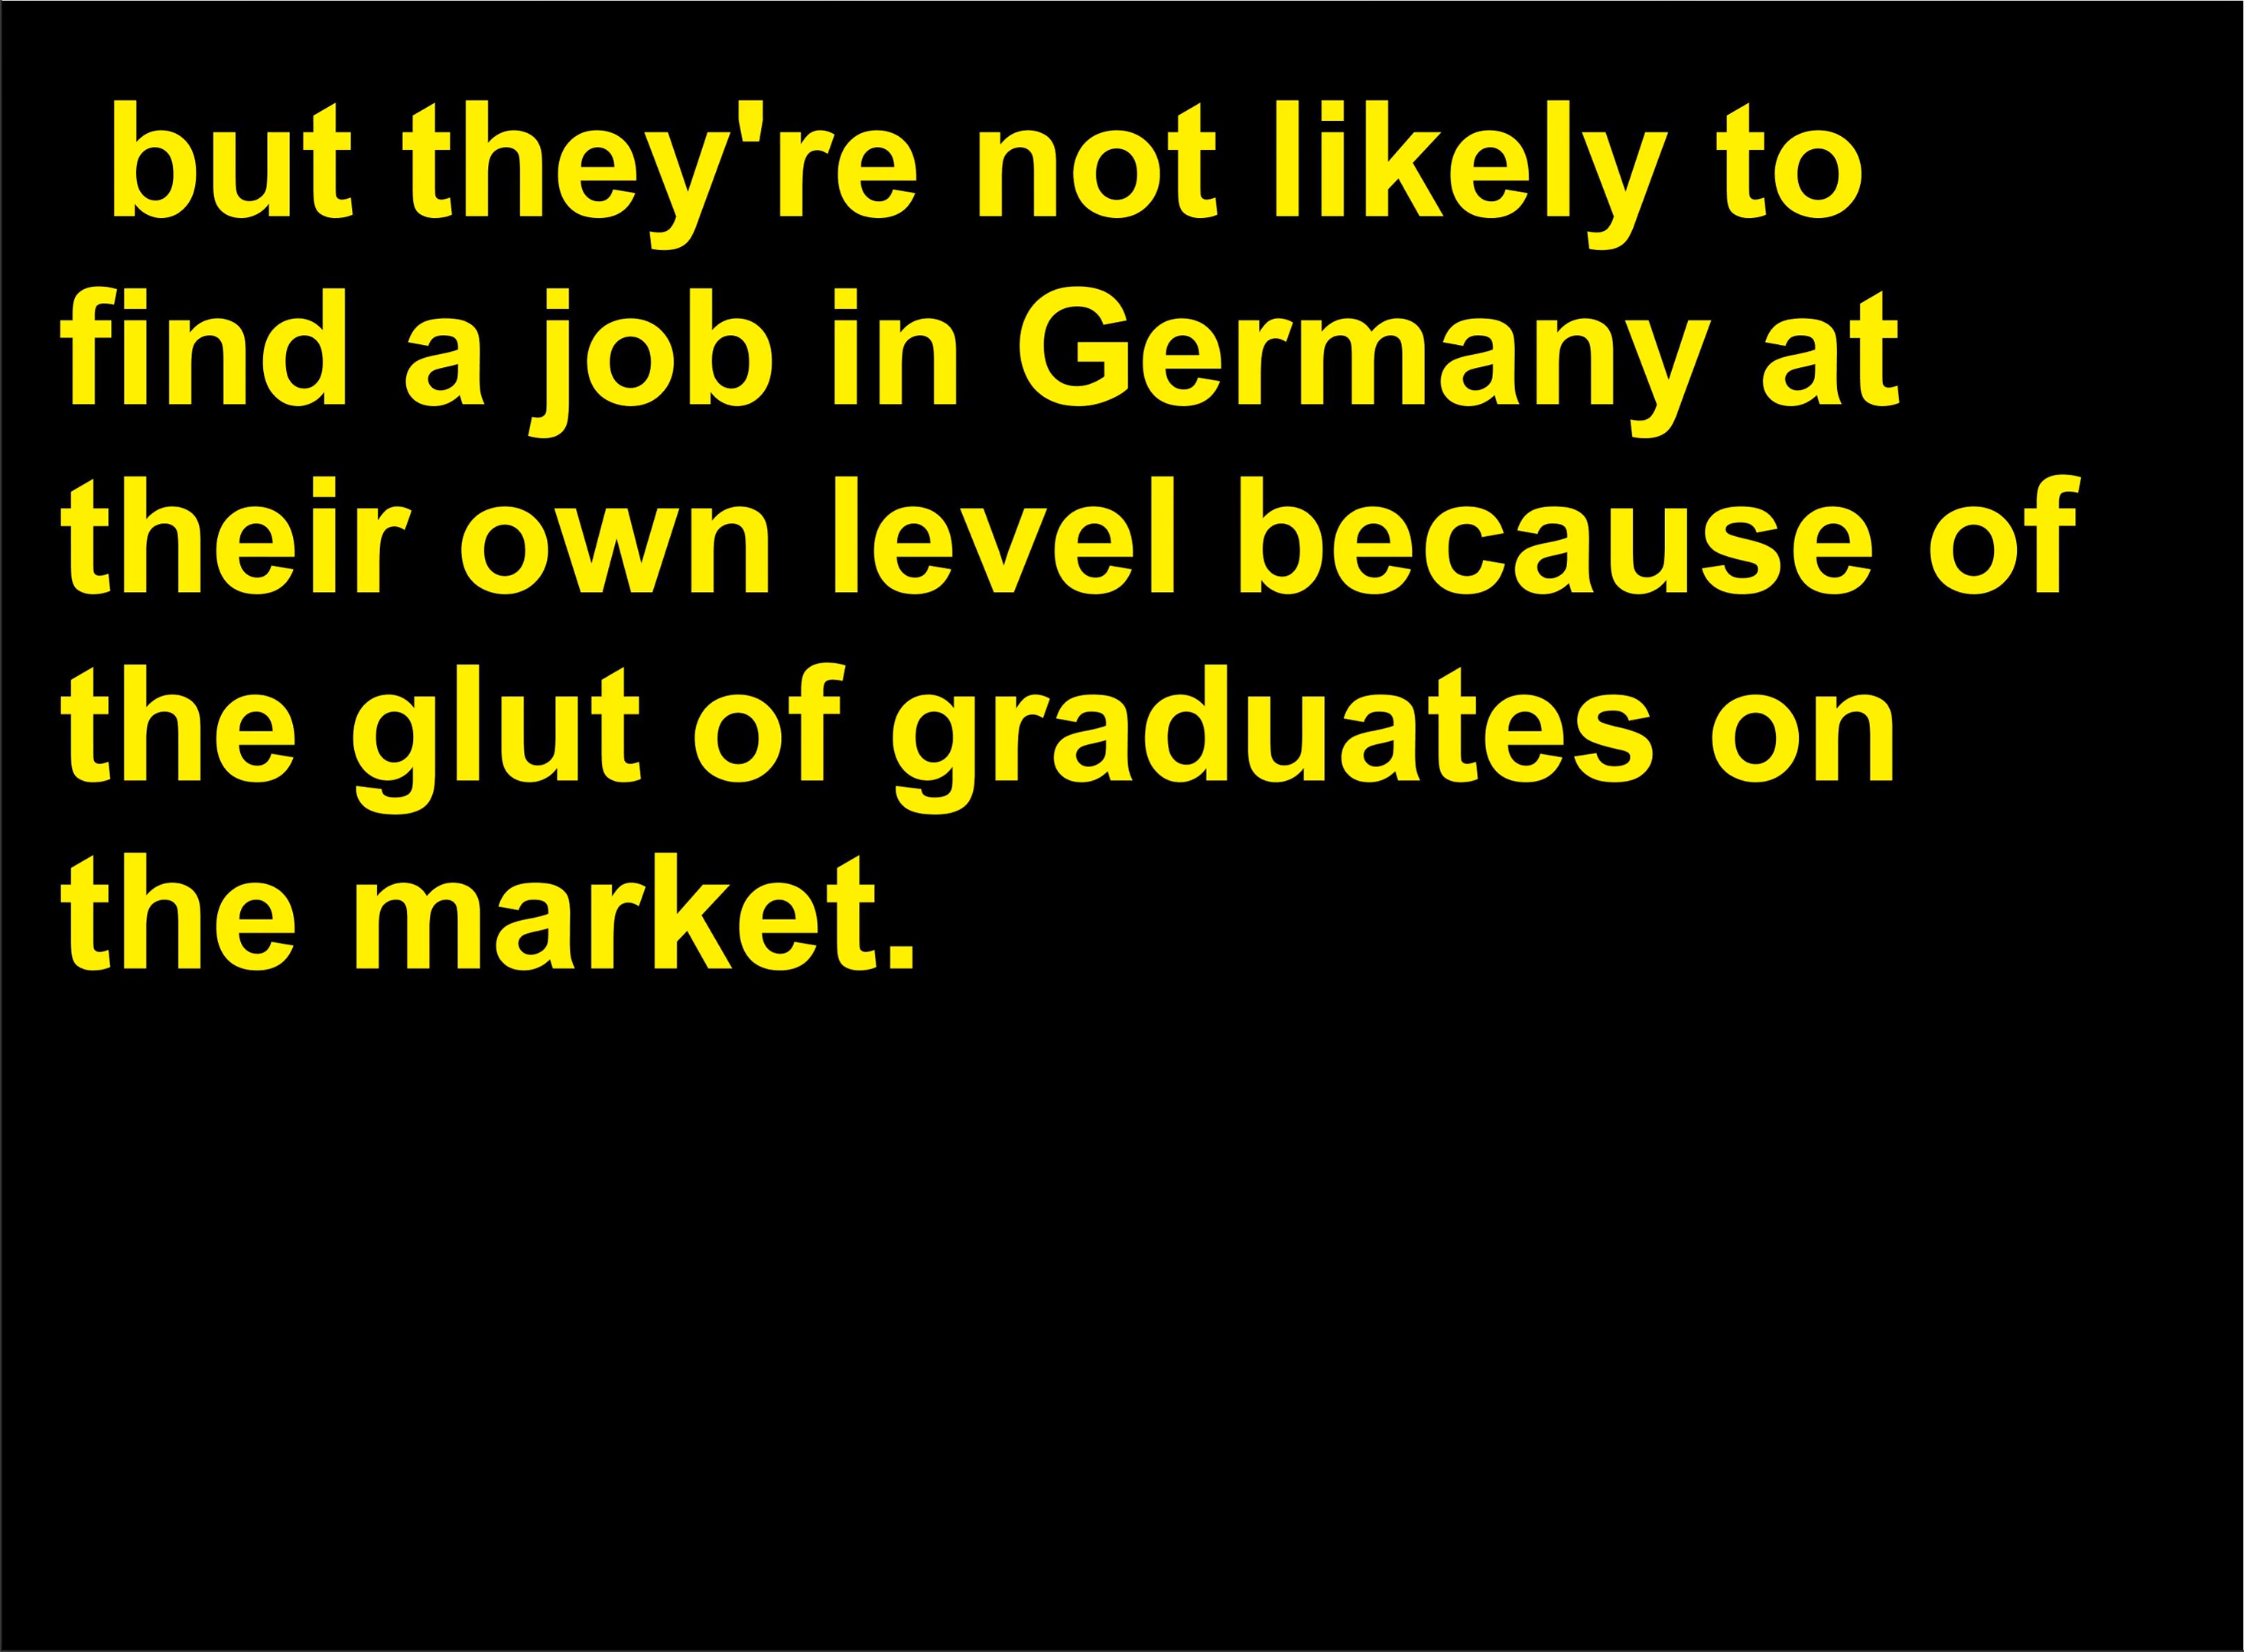 but they're not likely to
find a job in Germany at
their own level because of
the glut of graduates on
the market.